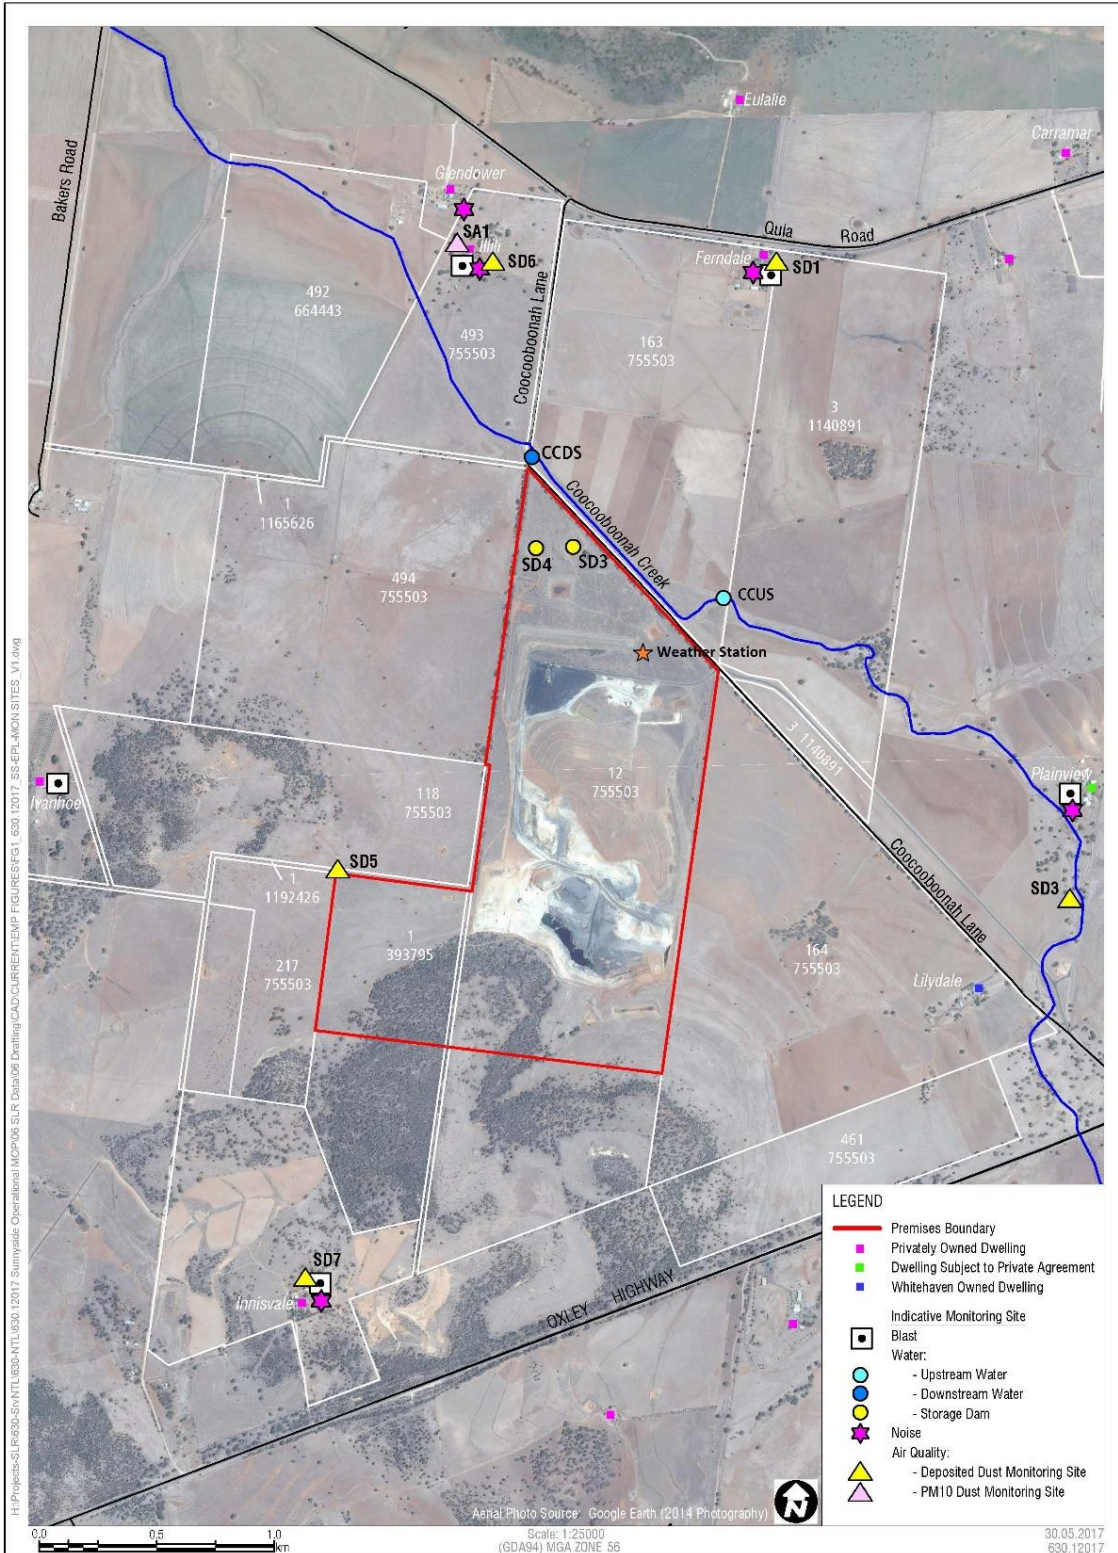 Eulalie
Carramar
Bakers Road
Glendower
Quia Road
SA1
Illili
SD6
Ferndale
SD1
492
664443
Coocooboonah Lane
493
755503
163
755503
3
1140891
CCDS
Coocooboonah Creek
1
1165626
SD4
SD3
494
755503
CCUS
Weather Station
3 1140891
12
755503
118
755503
Plainview
Ivanhoe
SD5
1
1192426
Coocooboonah Lane
SD3
1
393795
164
755503
217
755503
Lilydale
461
755503
SD7
Innisvale
OXLEY HIGHWAY
LEGEND
Premises Boundary
Privately Owned Dwelling
Dwelling Subject to Private Agreement
Whitehaven Owned Dwelling
Indicative Monitoring Site
Blast
Water:
- Upstream Water
- Downstream Water
- Storage Dam
Noise
Air Quality:
- Deposited Dust Monitoring Site
- PM10 Dust Monitoring Site
N
Aerial Photo Source: Google Earth (2014 Photography)
0.0 0.5 1.0
km
Scale: 1:25000
(GDA94) MGA ZONE 56
30.05.2017
630.12017